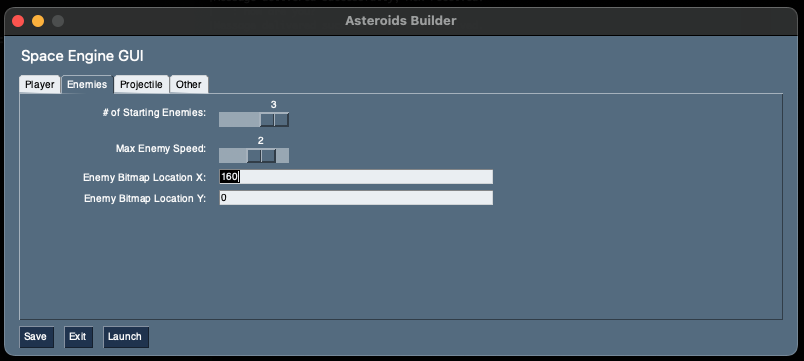 Asteroids Builder
Space Engine GUI
Player Enemies Projectile Other
3
# of Starting Enemies:
2
Max Enemy Speed:
Enemy Bitmap Location X: 160
Enemy Bitmap Location Y: 0
Save Exit Launch